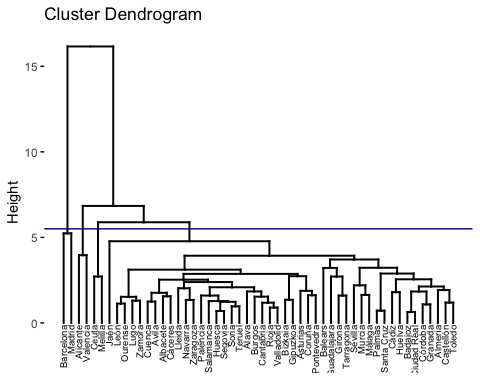 Cluster Dendrogram
Height
15
10
5
0
Barcelona
Madrid
Alicante
Valencia
Ceuta
Melilla
Jaén
León
Ourense
Lugo
Zamora
Cuenca
Ávila
Albacete
Cáceres
Lleida
Navarra
Zaragoza
Palencia
Salamanca
Huesca
Segovia
Soria
Teruel
Álava
Burgos
Cantabria
Rioja
Valladolid
Bizkaia
Gipuzkoa
Asturias
Coruña
Pontevedra
Balears
Guadalajara
Girona
Tarragona
Sevilla
Murcia
Málaga
Palmas
Santa Cruz
Cádiz
Huelva
Badajoz
Ciudad Real
Córdoba
Granada
Almería
Castellón
Toledo